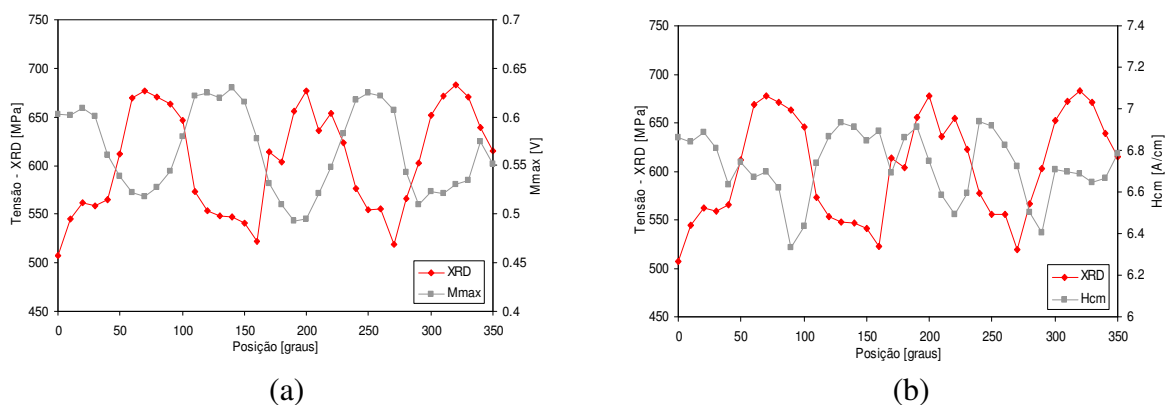 750
700
650
600
550
500
450
Tensão - XRD [MPa]
0.7
0.65
0.6
0.55
0.5
0.45
0.4
Mmax [V]
0 50 100 150 200 250 300 350
Posição [graus]
XRD
Mmax
(a)
750
700
650
600
550
500
450
Tensão - XRD [MPa]
7.4
7.2
7
6.8
6.6
6.4
6.2
6
Hcm [A/cm]
0 50 100 150 200 250 300 350
Posição [graus]
XRD
Hcm
(b)